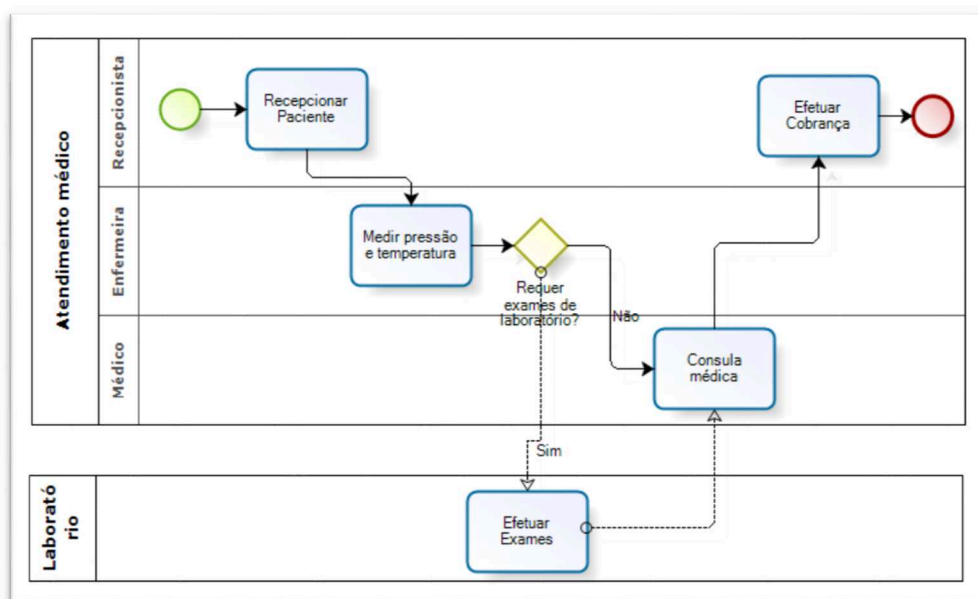 Atendimento médico
Recepcionista
Recepcionar
Paciente
Efetuar
Cobrança
Enfermeira
Medir pressão
e temperatura
Requer
exames de
laboratório?
Não
Médico
Consula
médica
Sim
Laborató
rio
Efetuar
Exames